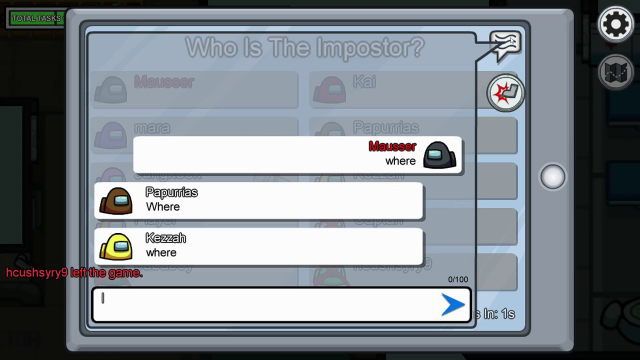 TOTAL TASKS
Who Is The Impostor?
Mausser
Kai
mara
Papurrias
Mausser
where
Papurrias
Where
Kezzah
where
hcushsyry9 left the game.
0/100
s In: 1s